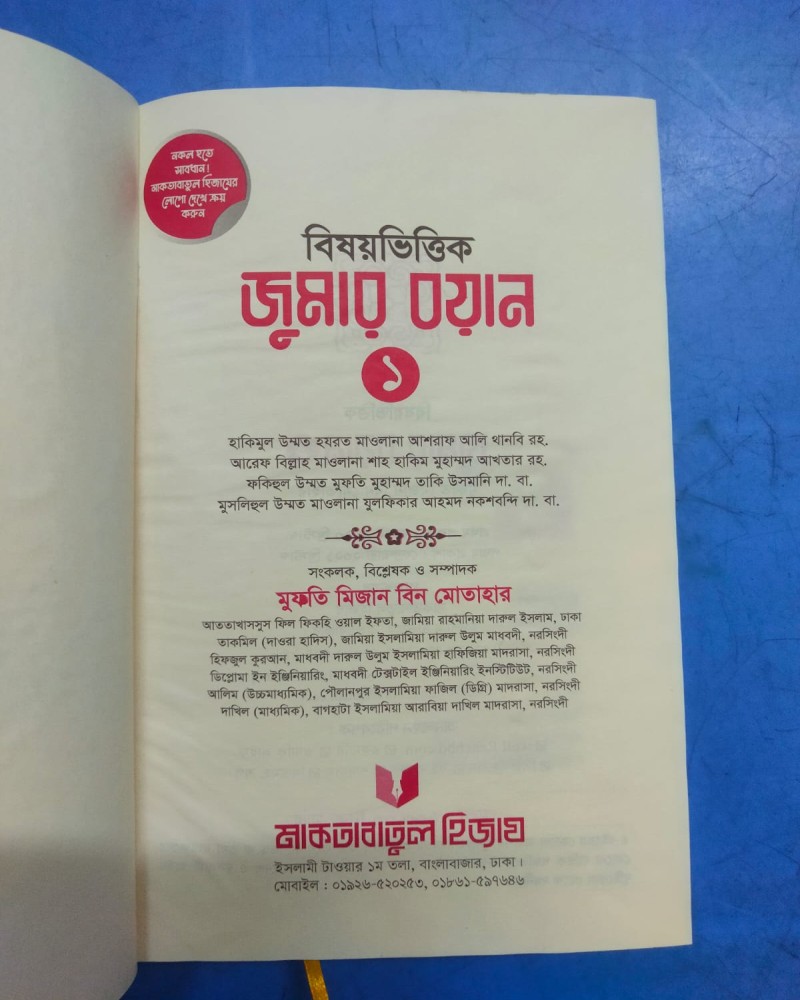 নকল হতে
সাবধান!
মাকতাবাতুল হিজাযের
লোগো দেখে ক্রয়
করুন
বিষয়ভিত্তিক
জুমার বয়ান
১
হাকিমুল উম্মত হযরত মাওলানা আশরাফ আলি থানবি রহ.
আরেফ বিল্লাহ মাওলানা শাহ হাকিম মুহাম্মদ আখতার রহ.
ফকিহুল উম্মত মুফতি মুহাম্মদ তাকি উসমানি দা. বা.
মুসলিহুল উম্মত মাওলানা যুলফিকার আহমদ নকশবন্দি দা. বা.
সংকলক, বিশ্লেষক ও সম্পাদক
মুফতি মিজান বিন মোতাহার
আততাখাসসুস ফিল ফিকহি ওয়াল ইফতা, জামিয়া রাহমানিয়া দারুল ইসলাম, ঢাকা
তাকমিল (দাওরা হাদিস), জামিয়া ইসলামিয়া দারুল উলুম মাধবদী, নরসিংদী
হিফজুল কুরআন, মাধবদী দারুল উলুম ইসলামিয়া হাফিজিয়া মাদরাসা, নরসিংদী
ডিপ্লোমা ইন ইঞ্জিনিয়ারিং, মাধবদী টেক্সটাইল ইঞ্জিনিয়ারিং ইনস্টিটিউট, নরসিংদী
আলিম (উচ্চমাধ্যমিক), পৌলানপুর ইসলামিয়া ফাজিল (ডিগ্রি) মাদরাসা, নরসিংদী
দাখিল (মাধ্যমিক), বাগহাটা ইসলামিয়া আরাবিয়া দাখিল মাদরাসা, নরসিংদী
মাকতাবাতুল হিজায
ইসলামী টাওয়ার ১ম তলা, বাংলাবাজার, ঢাকা।
মোবাইল : ০১৯২৬-৫২০২৫৩, ০১৮৬১-৫৯৭৬৪৬